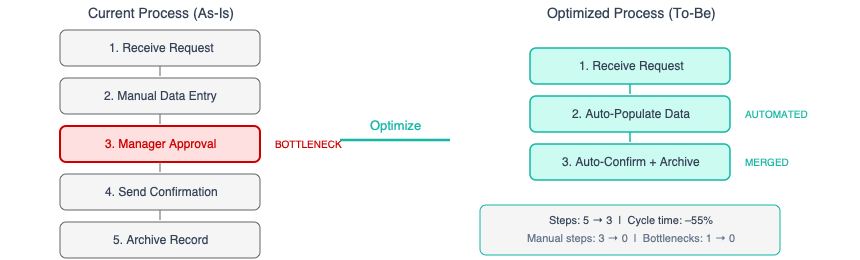 Current Process (As-Is)
1. Receive Request
2. Manual Data Entry
3. Manager Approval
BOTTLENECK
4. Send Confirmation
5. Archive Record
Optimize
Optimized Process (To-Be)
1. Receive Request
2. Auto-Populate Data
AUTOMATED
3. Auto-Confirm + Archive
MERGED
Steps: 5 → 3 | Cycle time: –55%
Manual steps: 3 → 0 | Bottlenecks: 1 → 0